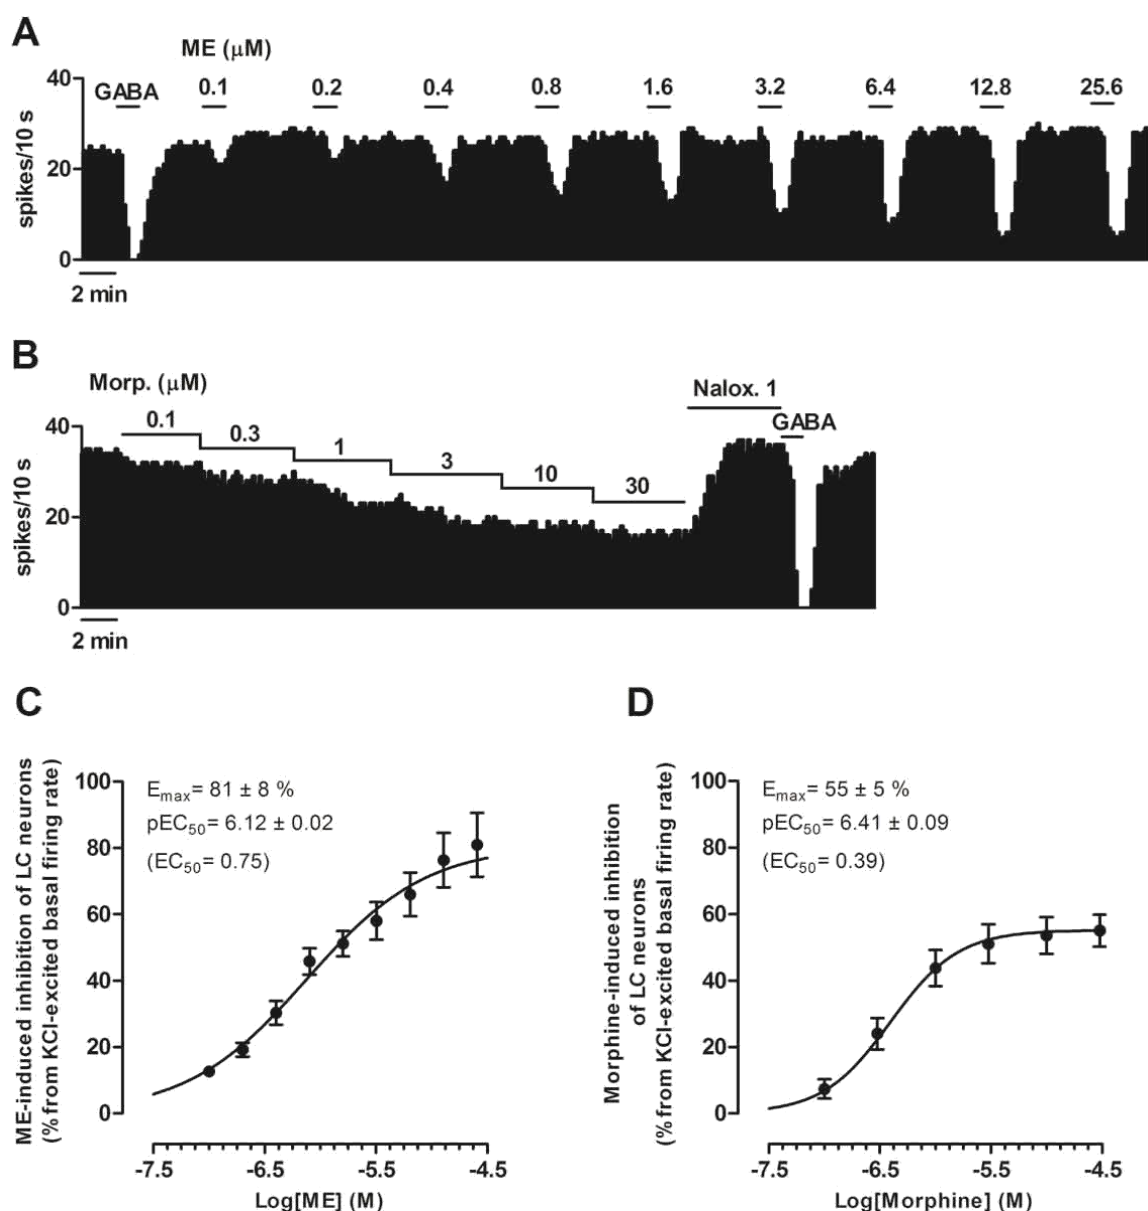 A
ME (μM)
GABA 0.1 0.2 0.4 0.8 1.6 3.2 6.4 12.8 25.6
40
20
0
spikes/10 s
2 min
B
Morp. (μM)
Nalox. 1
GABA
0.1
0.3
1
3
10
30
40
20
0
spikes/10 s
2 min
C
ME-induced inhibition of LC neurons
(% from KCl-excited basal firing rate)
100
80
60
40
20
0
Emax= 81 ± 8 %
pEC50= 6.12 ± 0.02
(EC50= 0.75)
-7.5 -6.5 -5.5 -4.5
Log[ME] (M)
D
Morphine-induced inhibition
of LC neurons
(% from KCl-excited basal firing rate)
100
80
60
40
20
0
Emax= 55 ± 5 %
pEC50= 6.41 ± 0.09
(EC50= 0.39)
-7.5 -6.5 -5.5 -4.5
Log[Morphine] (M)